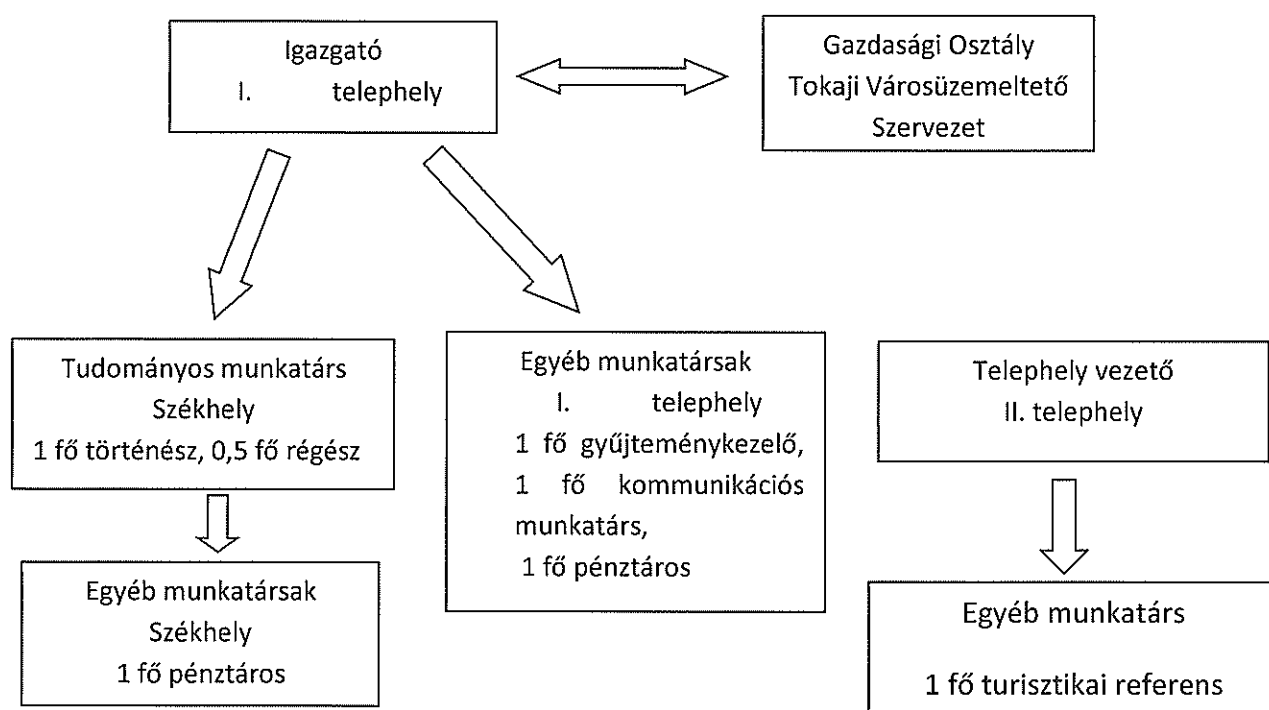 Igazgató
I. telephely
Gazdasági Osztály
Tokaji Városüzemeltető
Szervezet
Tudományos munkatárs
Székhely
1 fő történész, 0,5 fő régész
Egyéb munkatársak
I. telephely
1 fő gyűjteménykezelő,
1 fő kommunikációs
munkatárs,
1 fő pénztáros
Telephely vezető
II. telephely
Egyéb munkatársak
Székhely
1 fő pénztáros
Egyéb munkatárs
1 fő turisztikai referens